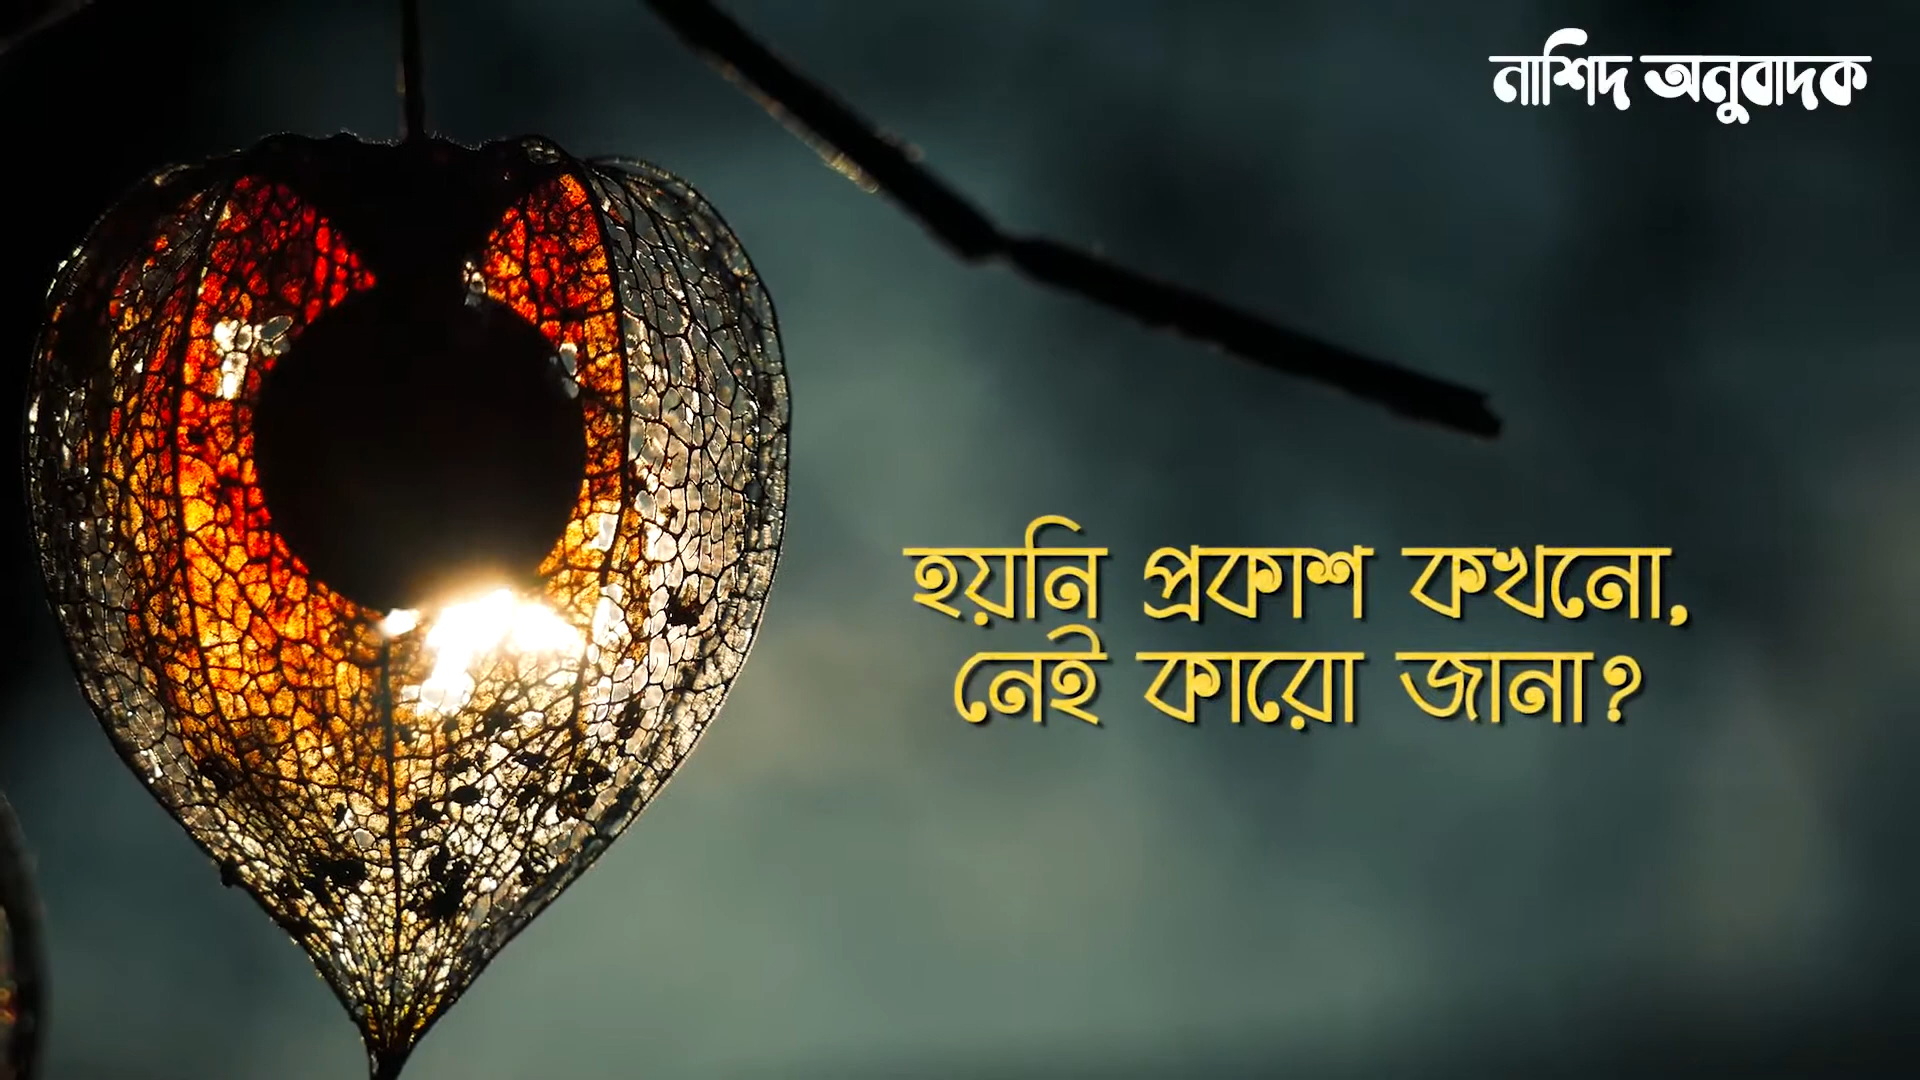 নাশিদ অনুবাদক
হয়নি প্রকাশ কখনো,
নেই কারো জানা?